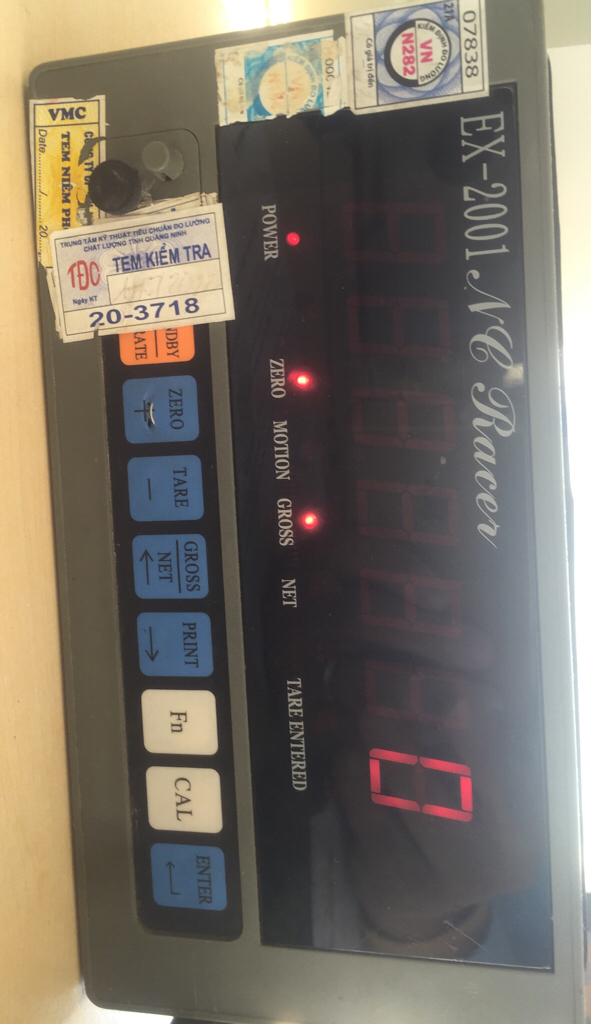 EX-2001 NC Racer
0
POWER
ZERO
MOTION
GROSS
NET
TARE ENTERED
NDBY
RATE
ZERO
+
TARE
−
GROSS
NET
←
PRINT
→
Fn
CAL
ENTER
07838
KIỂM ĐỊNH ĐO LƯỜNG
VN
N282
Có giá trị đến
VMC
TEM NIÊM PH
Date........./......../20
TRUNG TÂM KỸ THUẬT TIÊU CHUẨN ĐO LƯỜNG
CHẤT LƯỢNG TỈNH QUẢNG NINH
TĐC
TEM KIỂM TRA
Ngày KT
20-3718